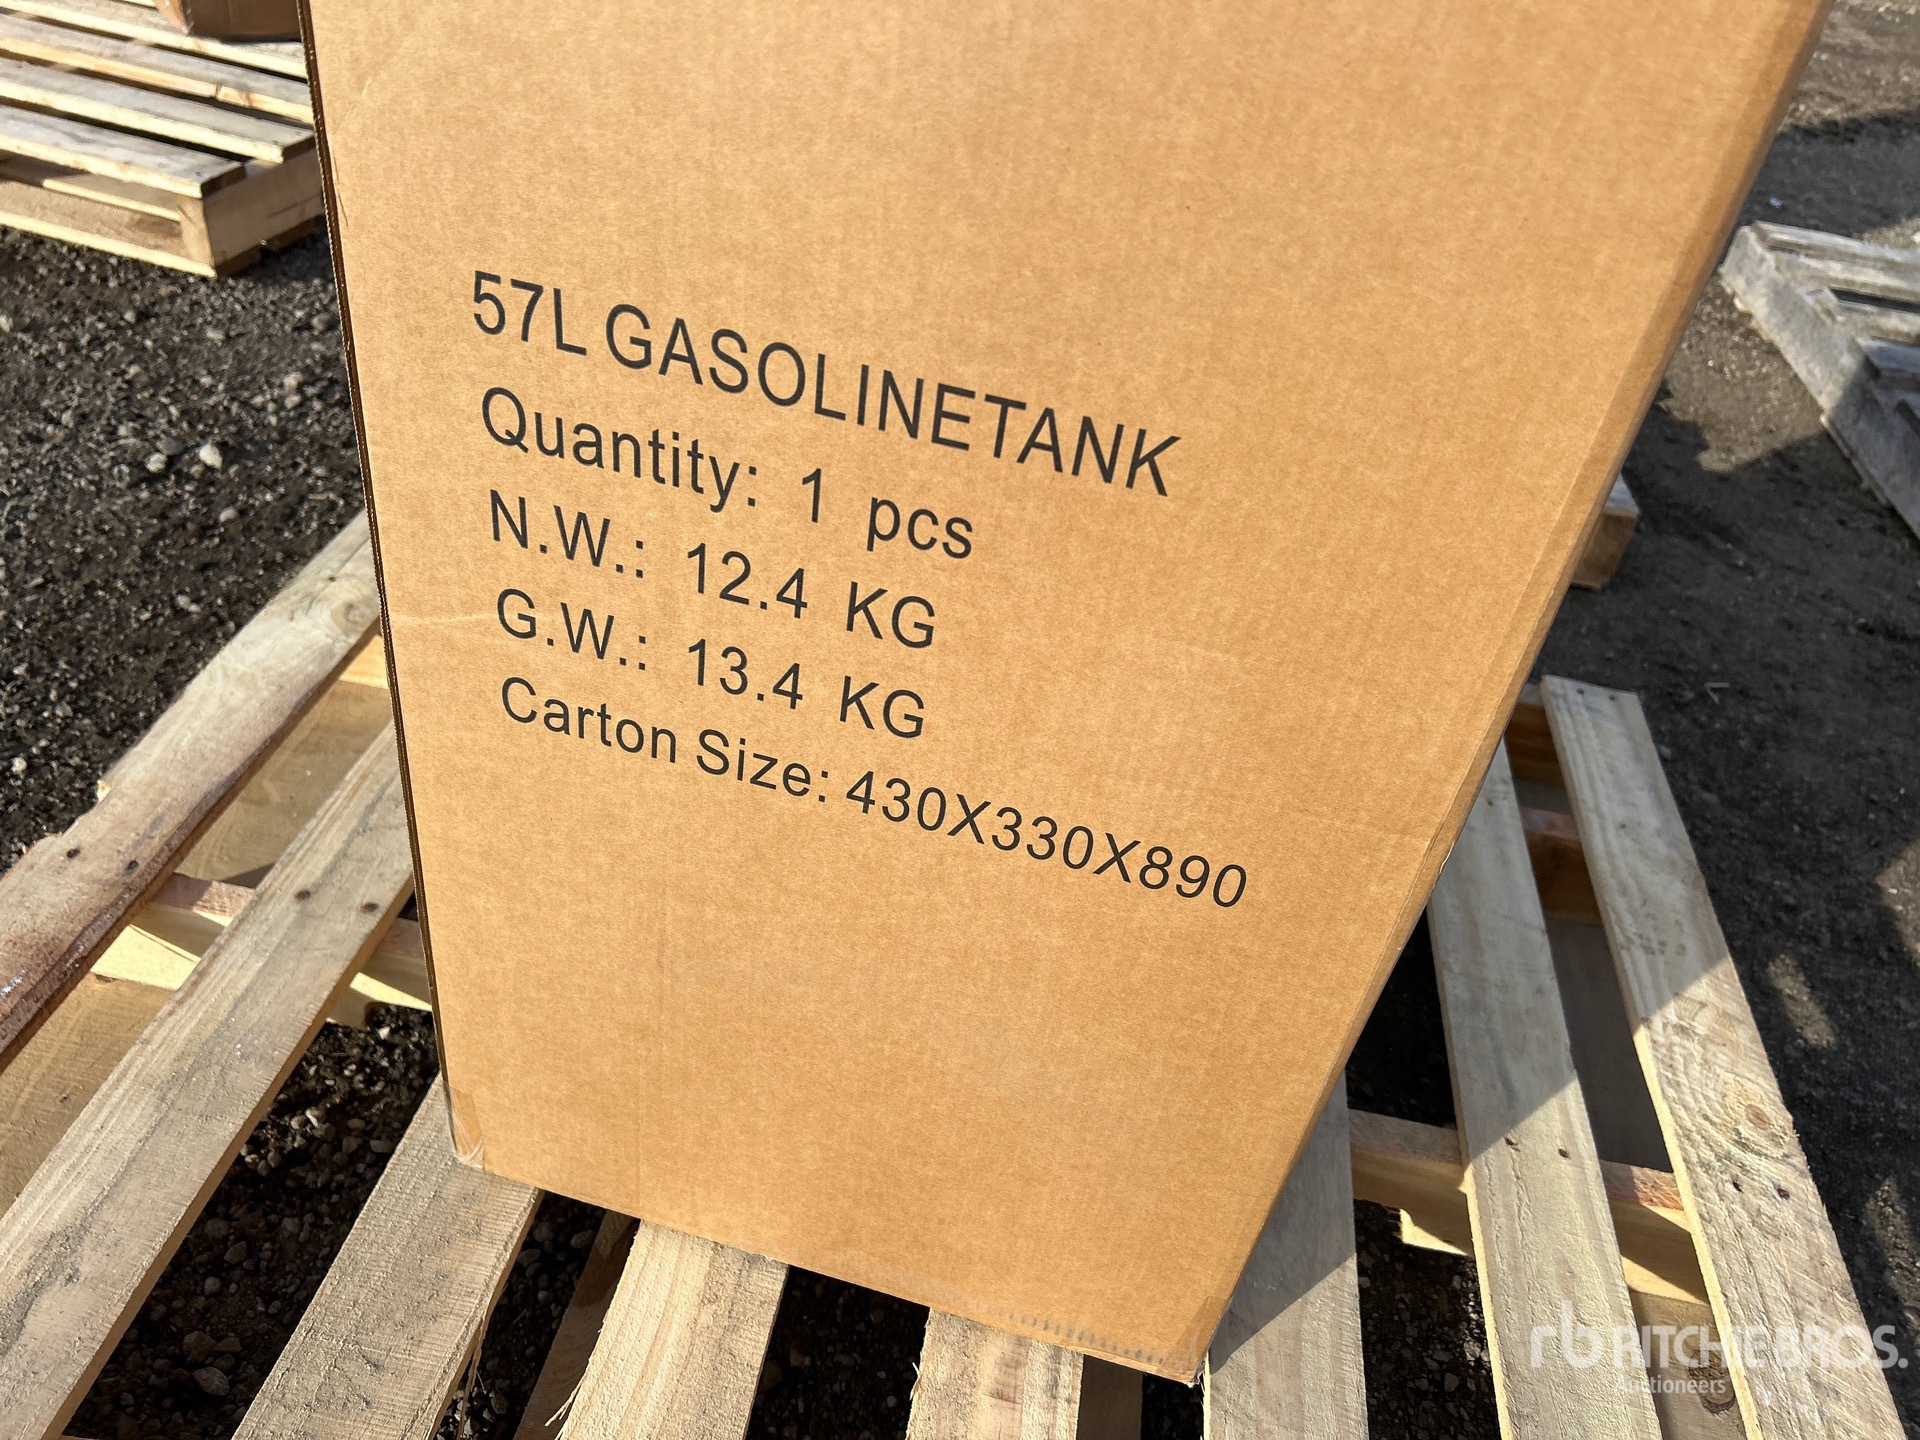 57L GASOLINETANK
Quantity: 1 pcs
N.W.: 12.4 KG
G.W.: 13.4 KG
Carton Size: 430X330X890
rb RITCHIE BROS.
Auctioneers